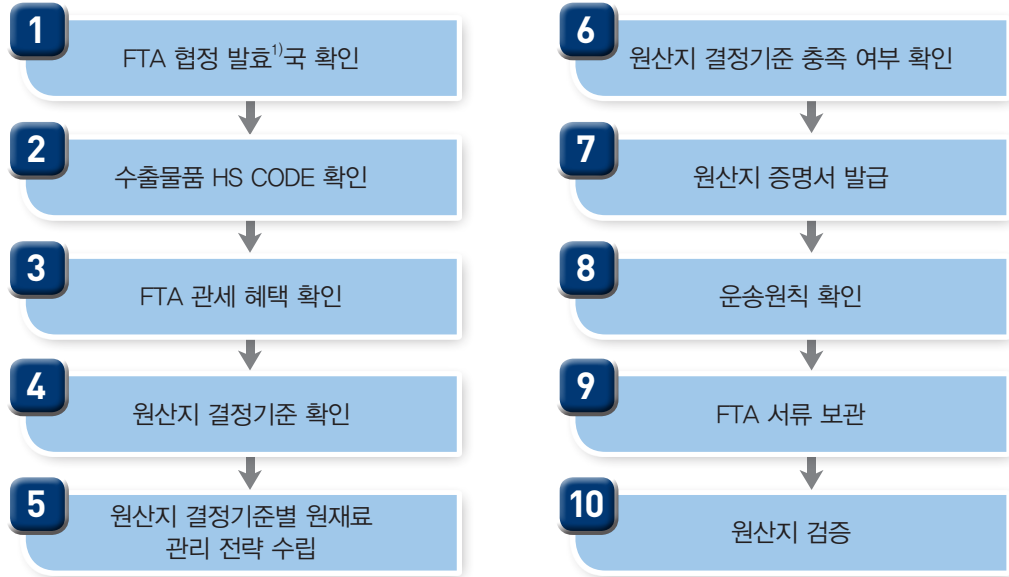 1
FTA 협정 발효1)국 확인
2
수출물품 HS CODE 확인
3
FTA 관세 혜택 확인
4
원산지 결정기준 확인
5
원산지 결정기준별 원재료
관리 전략 수립
6
원산지 결정기준 충족 여부 확인
7
원산지 증명서 발급
8
운송원칙 확인
9
FTA 서류 보관
10
원산지 검증